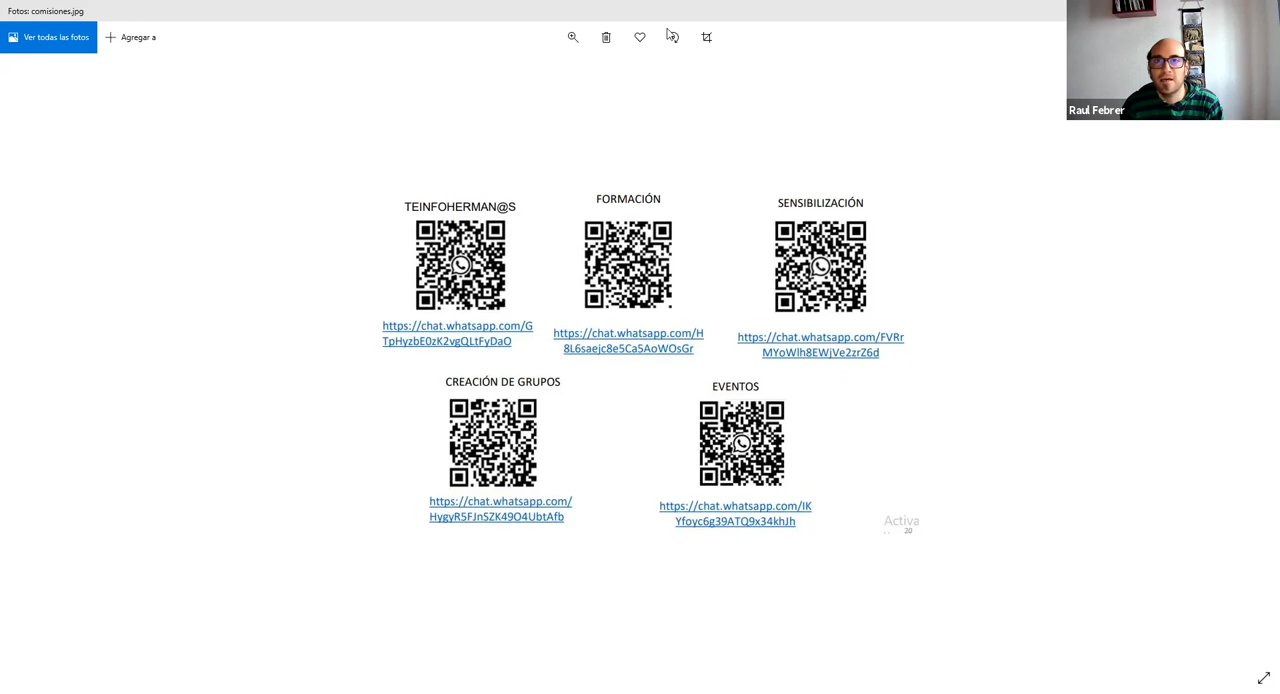 Fotos: comisiones.jpg
Ver todas las fotos
Agregar a
Raul Febrer
TEINFOHERMAN@S
FORMACIÓN
SENSIBILIZACIÓN
https://chat.whatsapp.com/G
TpHyzbE0zK2vgQLtFyDaO
https://chat.whatsapp.com/H
8L6saejc8e5Ca5AoWOsGr
https://chat.whatsapp.com/FVRr
MYoWlh8EWjVe2zrZ6d
CREACIÓN DE GRUPOS
EVENTOS
https://chat.whatsapp.com/
HygyR5FJnSZK49O4UbtAfb
https://chat.whatsapp.com/IK
Yfoyc6g39ATQ9x34khJh
Activa
20